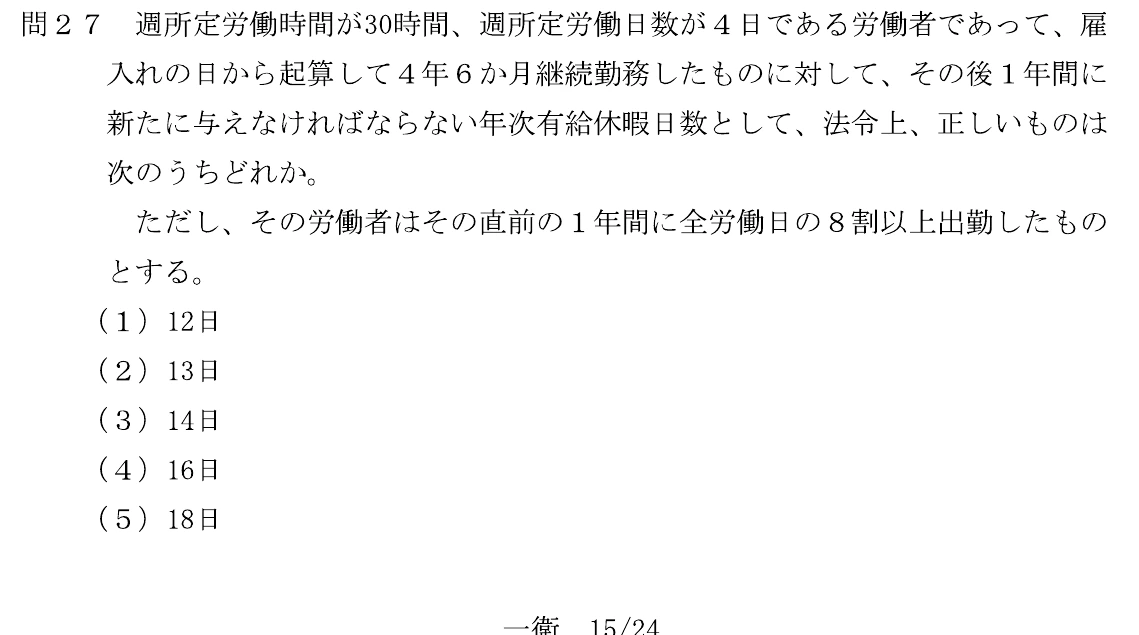 問２７　週所定労働時間が30時間、週所定労働日数が４日である労働者であって、雇
入れの日から起算して４年６か月継続勤務したものに対して、その後１年間に
新たに与えなければならない年次有給休暇日数として、法令上、正しいものは
次のうちどれか。
ただし、その労働者はその直前の１年間に全労働日の８割以上出勤したもの
とする。
（１）12日
（２）13日
（３）14日
（４）16日
（５）18日
一衛　15/24